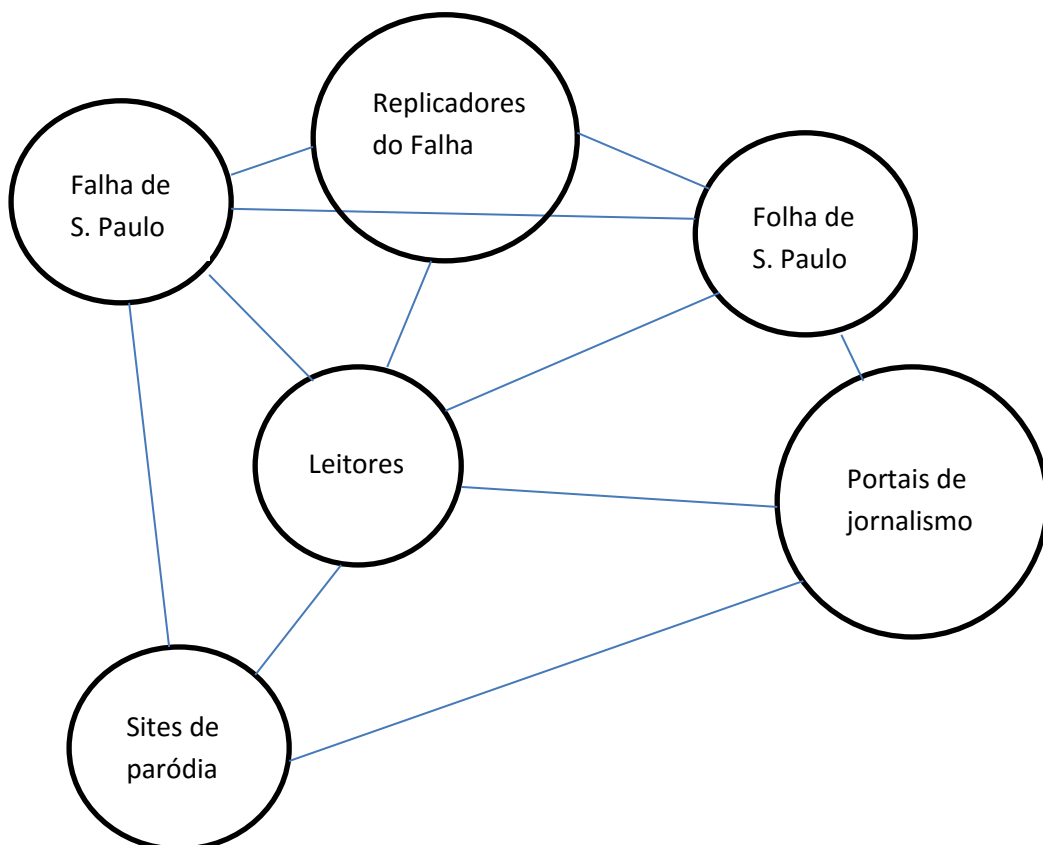 Replicadores
do Falha
Falha de
S. Paulo
Folha de
S. Paulo
Leitores
Portais de
jornalismo
Sites de
paródia